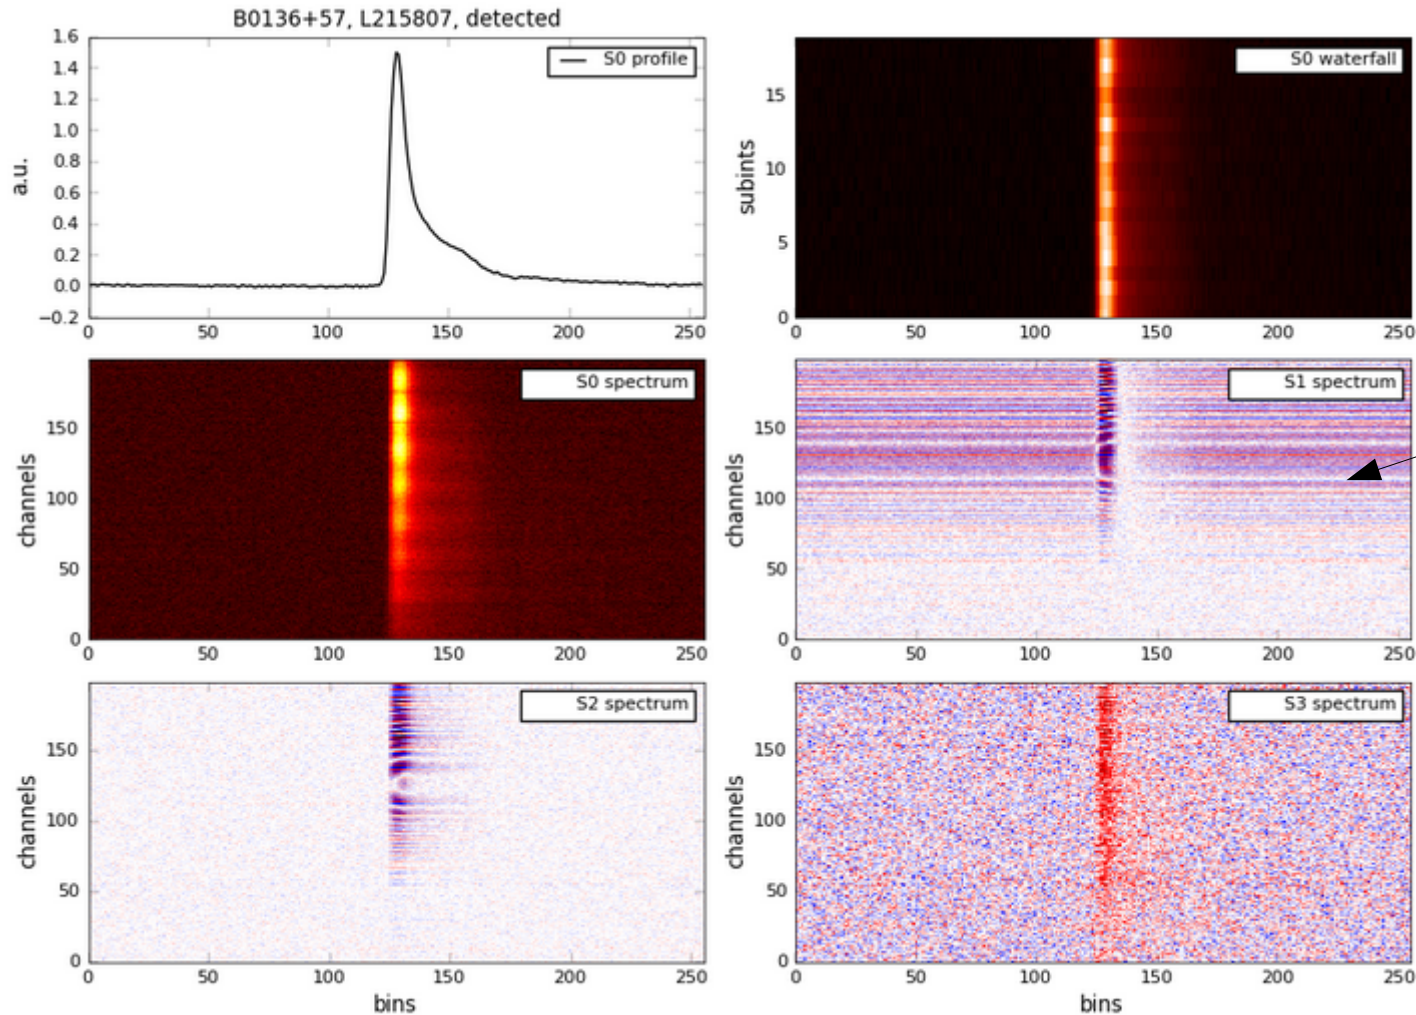 B0136+57, L215807, detected
1.6
1.4
1.2
1.0
0.8
0.6
0.4
0.2
0.0
−0.2
a.u.
S0 profile
0 50 100 150 200 250
S0 waterfall
15
10
5
0
subints
0 50 100 150 200 250
S0 spectrum
150
100
50
0
channels
0 50 100 150 200 250
S1 spectrum
150
100
50
0
channels
0 50 100 150 200 250
S2 spectrum
150
100
50
0
channels
0 50 100 150 200 250
bins
S3 spectrum
150
100
50
0
channels
0 50 100 150 200 250
bins